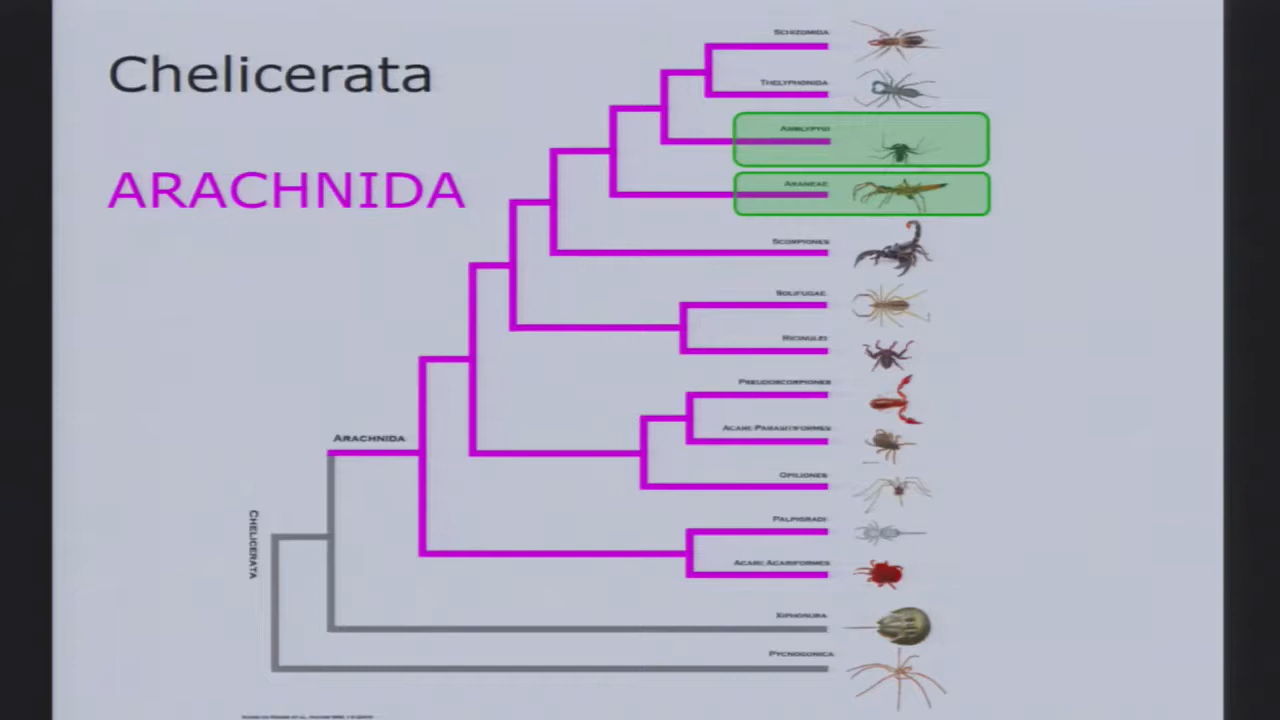 Chelicerata
ARACHNIDA
SCHIZOMIDA
THELYPHONIDA
AMBLYPYGI
ARANEAE
SCORPIONES
SOLIFUGAE
RICINULEI
PSEUDOSCORPIONES
ACARI: PARASITIFORMES
OPILIONES
PALPIGRADI
ACARI: ACARIFORMES
XIPHOSURA
PYCNOGONIDA
ARACHNIDA
CHELICERATA